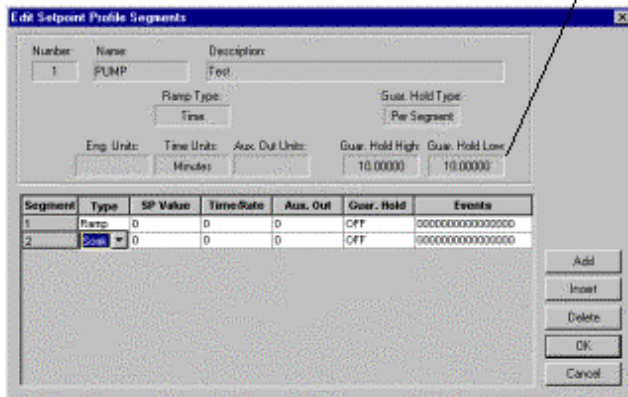 Edit Setpoint Profile Segments
Number: Name: Description:
1 PUMP Test
Ramp Type: Guar. Hold Type:
Time Per Segment
Eng. Units: Time Units: Aux. Out Units: Guar. Hold High: Guar. Hold Low:
Minutes 10.00000 10.00000
Segment Type SP Value Time/Rate Aux. Out Guar. Hold Events
1 Ramp 0 0 0 OFF 0000000000000000
2 Soak 0 0 0 OFF 0000000000000000
Add
Insert
Delete
OK
Cancel